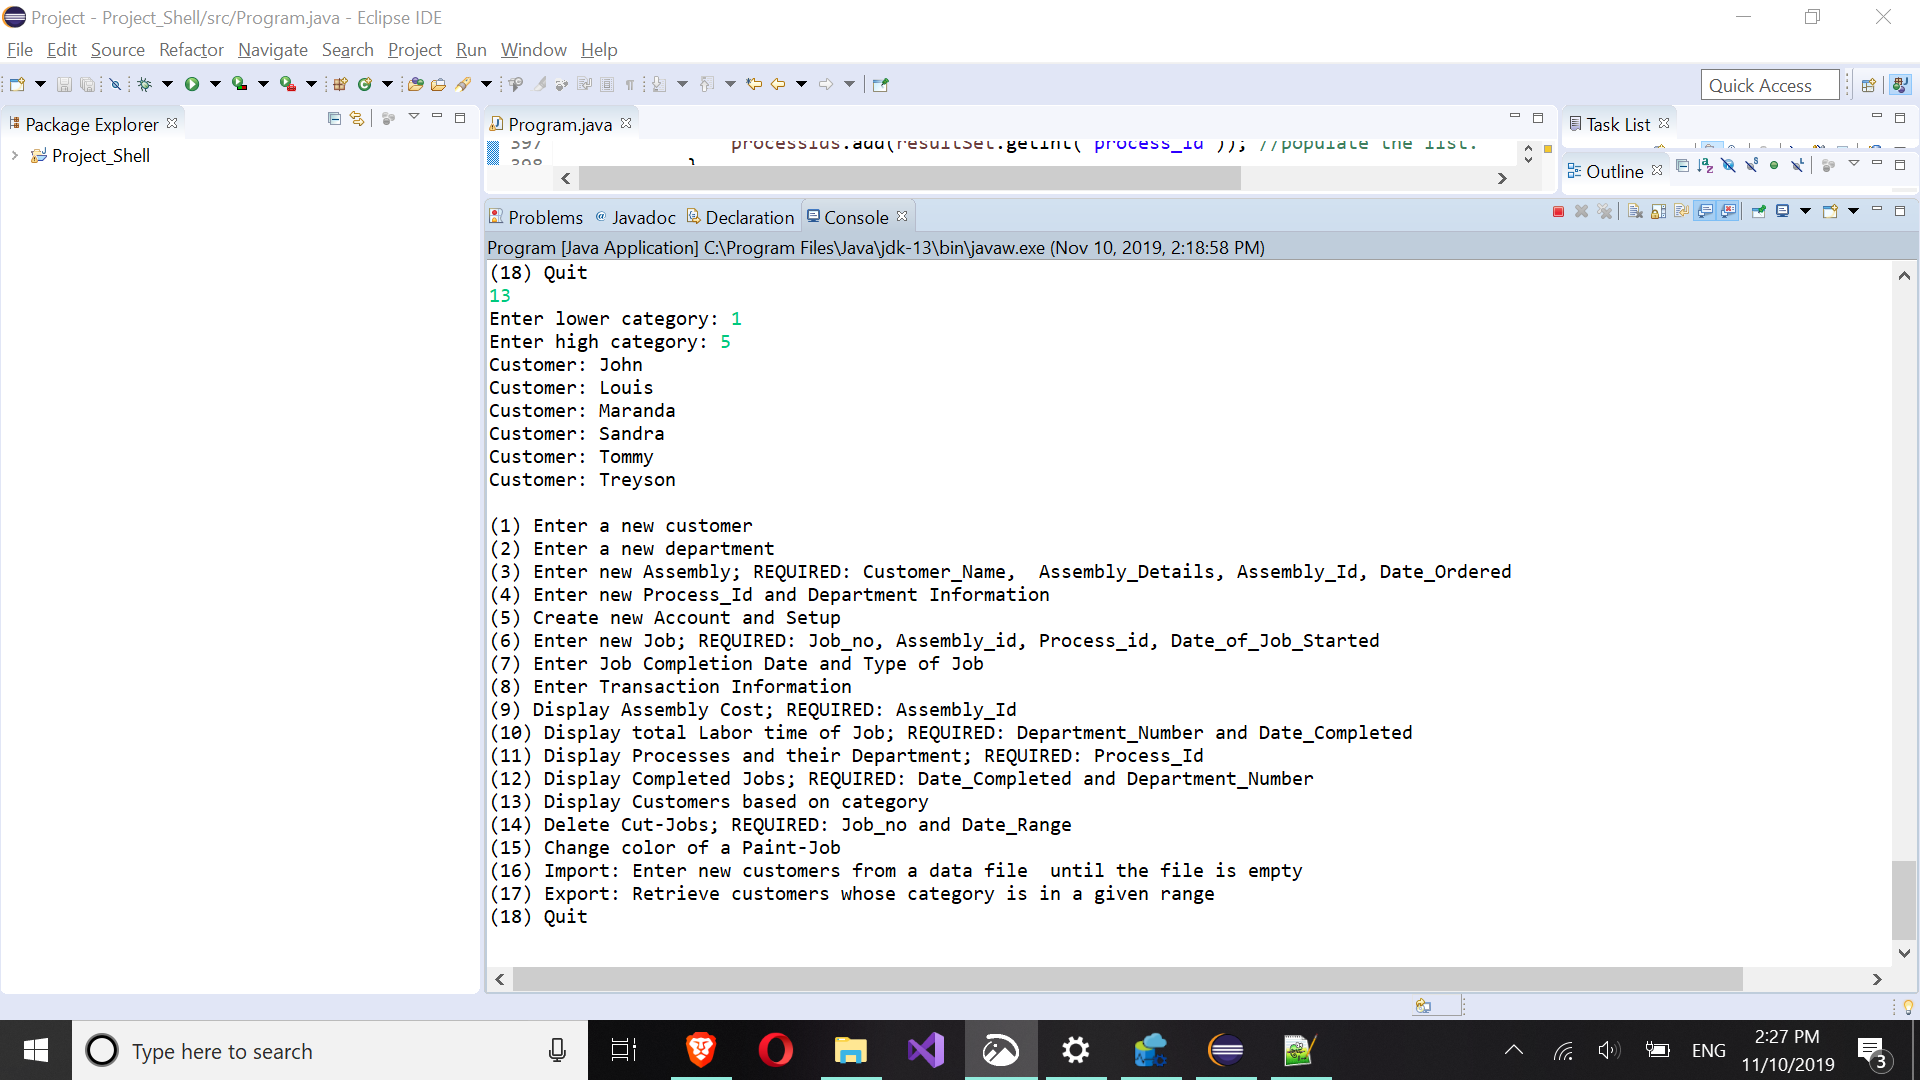 Project - Project_Shell/src/Program.java - Eclipse IDE
File Edit Source Refactor Navigate Search Project Run Window Help
Quick Access
Package Explorer
Project_Shell
Program.java
397 processIds.add(resultSet.getInt("process_id")); //populate the list.
398 }
Task List
Outline
Problems @ Javadoc Declaration Console
Program [Java Application] C:\Program Files\Java\jdk-13\bin\javaw.exe (Nov 10, 2019, 2:18:58 PM)
(18) Quit
13
Enter lower category: 1
Enter high category: 5
Customer: John
Customer: Louis
Customer: Maranda
Customer: Sandra
Customer: Tommy
Customer: Treyson
(1) Enter a new customer
(2) Enter a new department
(3) Enter new Assembly; REQUIRED: Customer_Name,  Assembly_Details, Assembly_Id, Date_Ordered
(4) Enter new Process_Id and Department Information
(5) Create new Account and Setup
(6) Enter new Job; REQUIRED: Job_no, Assembly_id, Process_id, Date_of_Job_Started
(7) Enter Job Completion Date and Type of Job
(8) Enter Transaction Information
(9) Display Assembly Cost; REQUIRED: Assembly_Id
(10) Display total Labor time of Job; REQUIRED: Department_Number and Date_Completed
(11) Display Processes and their Department; REQUIRED: Process_Id
(12) Display Completed Jobs; REQUIRED: Date_Completed and Department_Number
(13) Display Customers based on category
(14) Delete Cut-Jobs; REQUIRED: Job_no and Date_Range
(15) Change color of a Paint-Job
(16) Import: Enter new customers from a data file  until the file is empty
(17) Export: Retrieve customers whose category is in a given range
(18) Quit
Type here to search
ENG
2:27 PM
11/10/2019
3